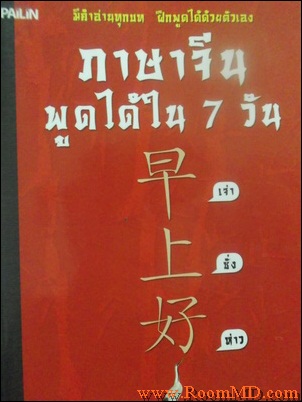 PAILIN
มีคำอ่านทุกบท ฝึกพูดได้ด้วยตัวเอง
ภาษาจีน
พูดได้ใน 7 วัน
早
เจ่า
上
ซั่ง
好
ห่าว
www.RoomMD.com